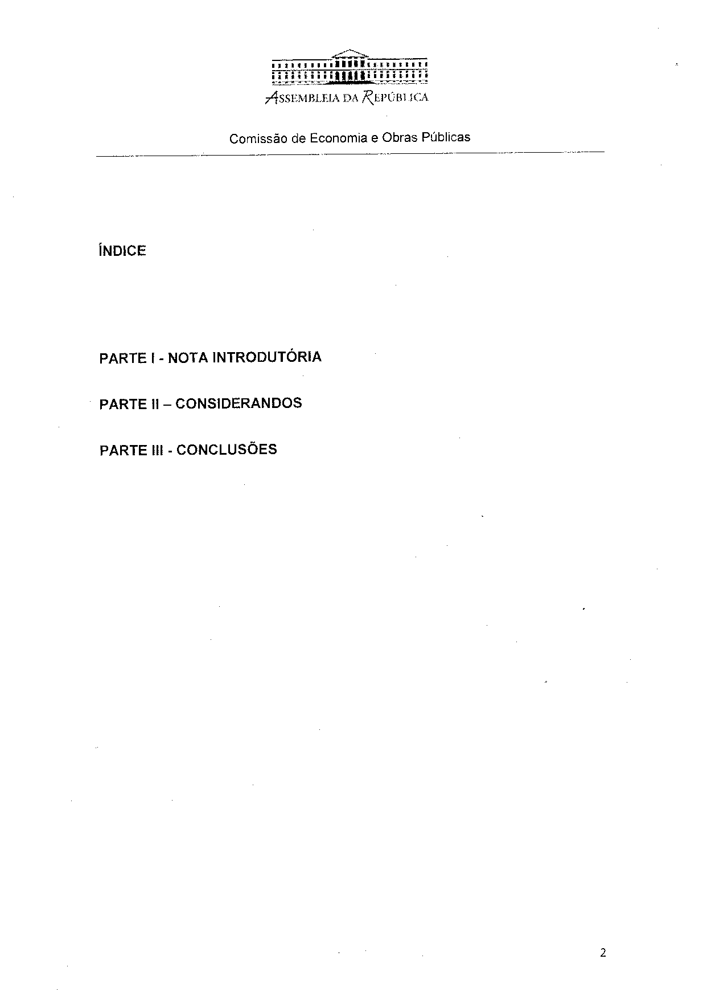 ASSEMBLEIA DA REPÚBLICA
Comissão de Economia e Obras Públicas
ÍNDICE
PARTE I - NOTA INTRODUTÓRIA
PARTE II – CONSIDERANDOS
PARTE III - CONCLUSÕES
2